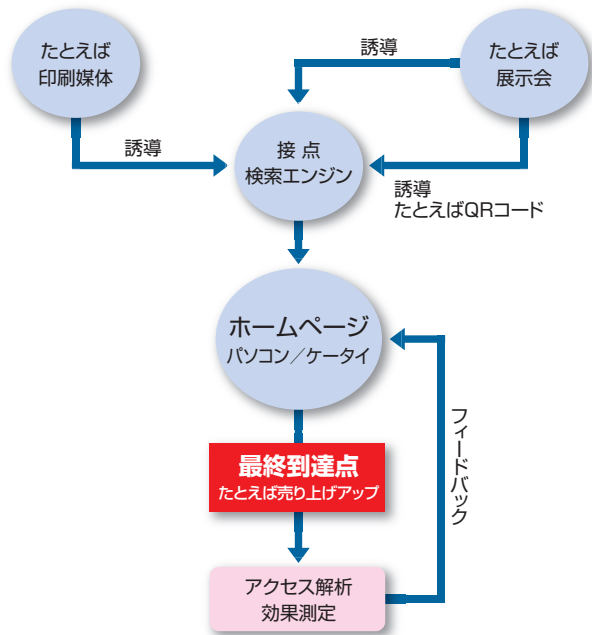 たとえば
印刷媒体
誘導
たとえば
展示会
誘導
接 点
検索エンジン
誘導
たとえばQRコード
ホームページ
パソコン／ケータイ
最終到達点
たとえば売り上げアップ
フィードバック
アクセス解析
効果測定